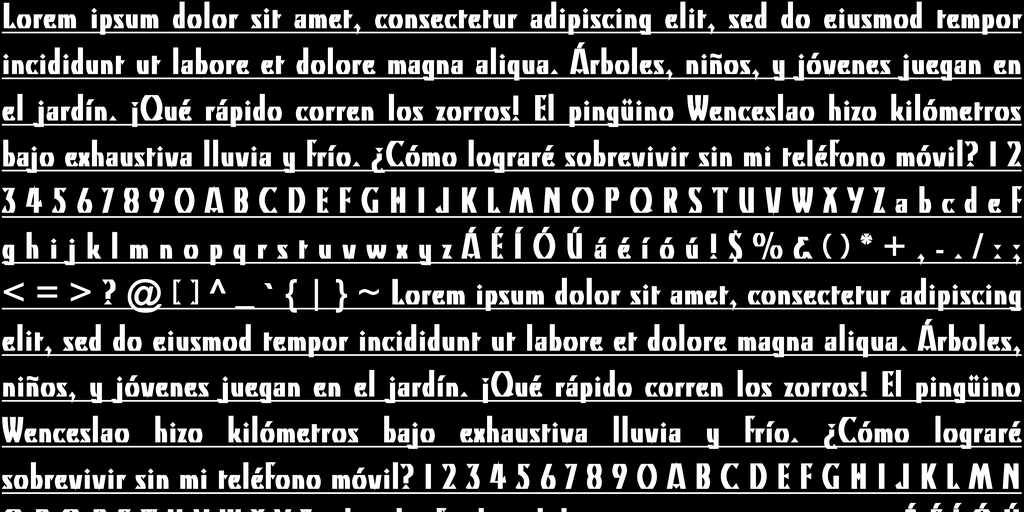 Lorem ipsum dolor sit amet, consectetur adipiscing elit, sed do eiusmod tempor
incididunt ut labore et dolore magna aliqua. Árboles, niños, y jóvenes juegan en
el jardín. ¡Qué rápido corren los zorros! El pingüino Wenceslao hizo kilómetros
bajo exhaustiva lluvia y frío. ¿Cómo lograré sobrevivir sin mi teléfono móvil? 1 2
3 4 5 6 7 8 9 0 A B C D E F G H I J K L M N O P Q R S T U V W X Y Z a b c d e f
g h i j k l m n o p q r s t u v w x y z Á É Í Ó Ú á é í ó ú ! $ % & ( ) * + , - . / : ;
< = > ? @ [ ] ^ _ ` { | } ~ Lorem ipsum dolor sit amet, consectetur adipiscing
elit, sed do eiusmod tempor incididunt ut labore et dolore magna aliqua. Árboles,
niños, y jóvenes juegan en el jardín. ¡Qué rápido corren los zorros! El pingüino
Wenceslao hizo kilómetros bajo exhaustiva lluvia y frío. ¿Cómo lograré
sobrevivir sin mi teléfono móvil? 1 2 3 4 5 6 7 8 9 0 A B C D E F G H I J K L M N